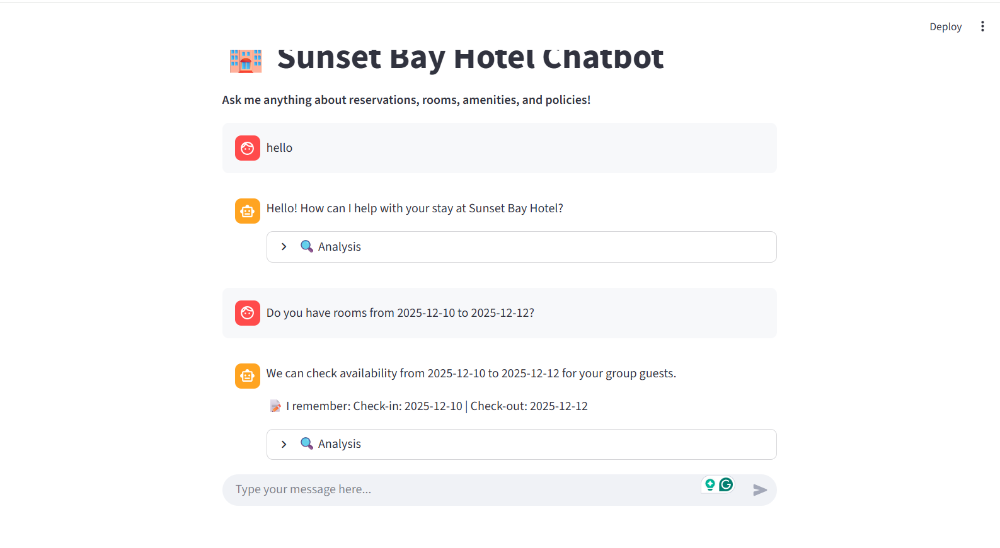 Deploy
Sunset Bay Hotel Chatbot
Ask me anything about reservations, rooms, amenities, and policies!
hello
Hello! How can I help with your stay at Sunset Bay Hotel?
Analysis
Do you have rooms from 2025-12-10 to 2025-12-12?
We can check availability from 2025-12-10 to 2025-12-12 for your group guests.
I remember: Check-in: 2025-12-10 | Check-out: 2025-12-12
Analysis
Type your message here...